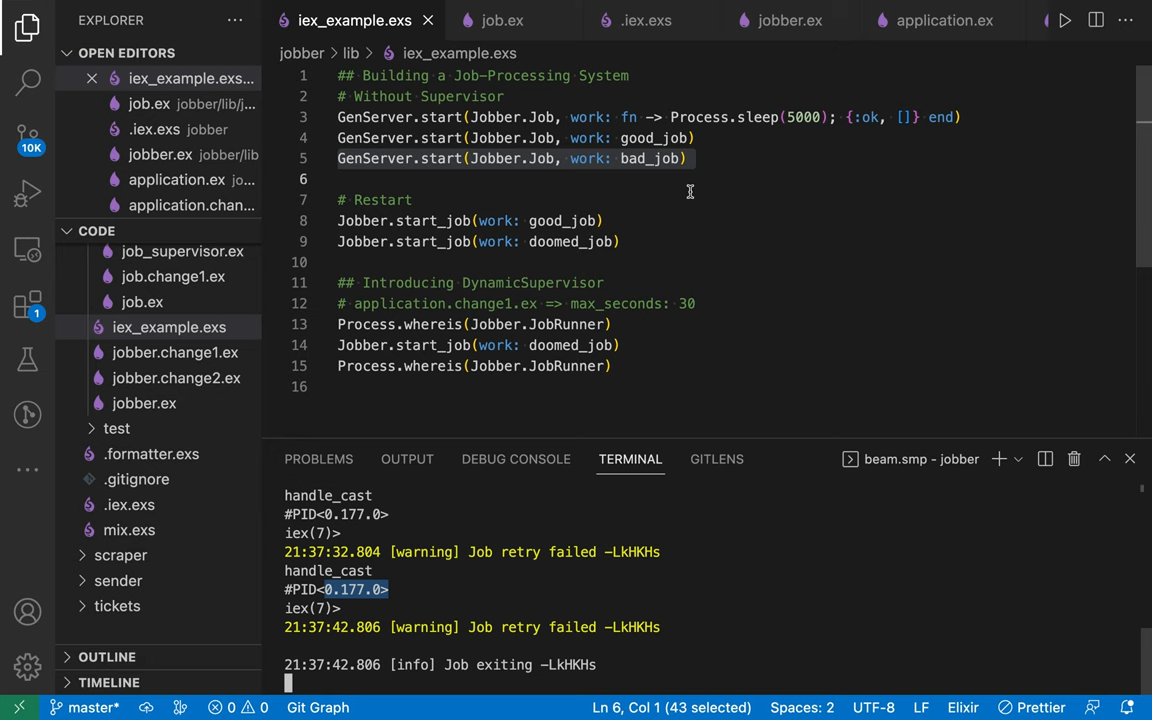 EXPLORER ···
OPEN EDITORS
iex_example.exs...
job.ex jobber/lib/j...
.iex.exs jobber
jobber.ex jobber/lib
application.ex jo...
application.chan...
CODE
job_supervisor.ex
job.change1.ex
job.ex
iex_example.exs
jobber.change1.ex
jobber.change2.ex
jobber.ex
test
.formatter.exs
.gitignore
.iex.exs
mix.exs
scraper
sender
tickets
OUTLINE
TIMELINE
10K
1
iex_example.exs job.ex .iex.exs jobber.ex application.ex
jobber > lib > iex_example.exs
1 ## Building a Job-Processing System
2 # Without Supervisor
3 GenServer.start(Jobber.Job, work: fn -> Process.sleep(5000); {:ok, []} end)
4 GenServer.start(Jobber.Job, work: good_job)
5 GenServer.start(Jobber.Job, work: bad_job)
6
7 # Restart
8 Jobber.start_job(work: good_job)
9 Jobber.start_job(work: doomed_job)
10
11 ## Introducing DynamicSupervisor
12 # application.change1.ex => max_seconds: 30
13 Process.whereis(Jobber.JobRunner)
14 Jobber.start_job(work: doomed_job)
15 Process.whereis(Jobber.JobRunner)
16
PROBLEMS OUTPUT DEBUG CONSOLE TERMINAL GITLENS beam.smp - jobber
handle_cast
#PID<0.177.0>
iex(7)>
21:37:32.804 [warning] Job retry failed -LkHKHs
handle_cast
#PID<0.177.0>
iex(7)>
21:37:42.806 [warning] Job retry failed -LkHKHs
21:37:42.806 [info] Job exiting -LkHKHs
master* 0 0 Git Graph Ln 6, Col 1 (43 selected) Spaces: 2 UTF-8 LF Elixir Prettier